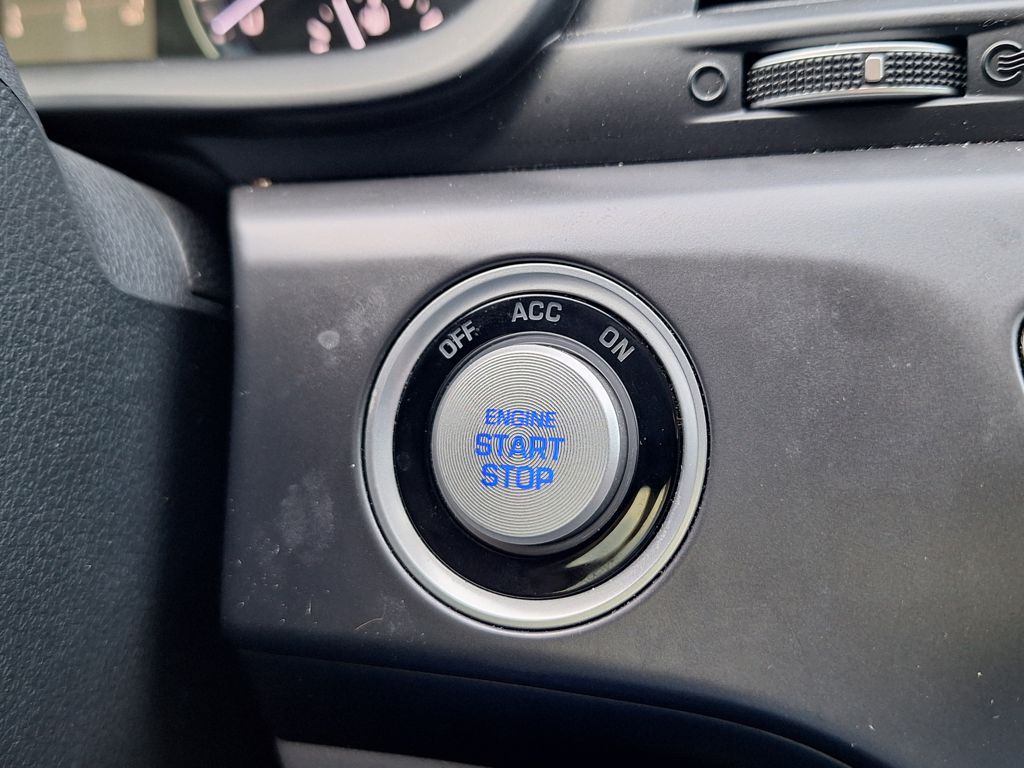 OFF ACC ON
ENGINE
START
STOP